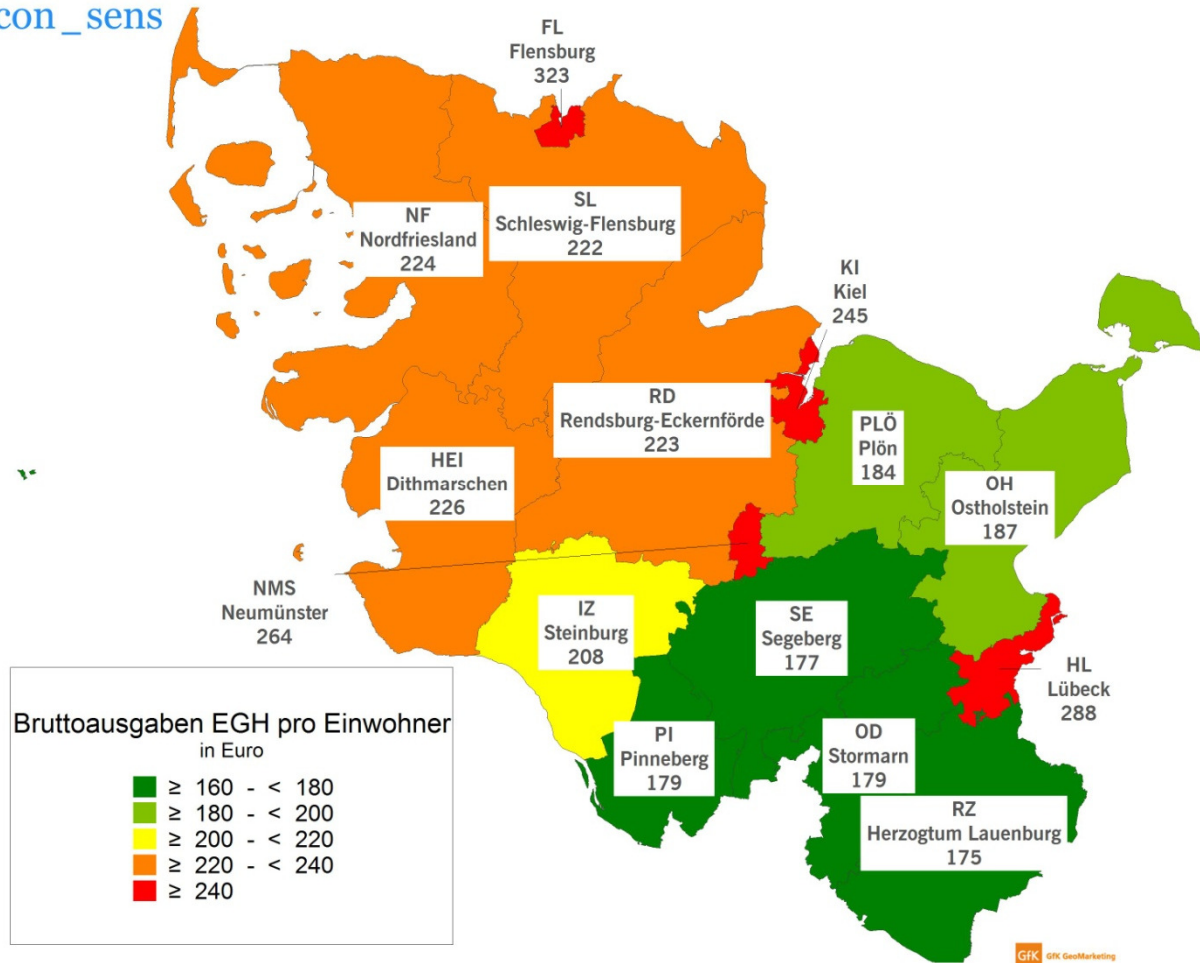 con_sens
FL
Flensburg
323
NF
Nordfriesland
224
SL
Schleswig-Flensburg
222
KI
Kiel
245
RD
Rendsburg-Eckernförde
223
PLÖ
Plön
184
HEI
Dithmarschen
226
OH
Ostholstein
187
NMS
Neumünster
264
IZ
Steinburg
208
SE
Segeberg
177
HL
Lübeck
288
PI
Pinneberg
179
OD
Stormarn
179
RZ
Herzogtum Lauenburg
175
Bruttoausgaben EGH pro Einwohner
in Euro
≥ 160 - < 180
≥ 180 - < 200
≥ 200 - < 220
≥ 220 - < 240
≥ 240
GfK GfK GeoMarketing